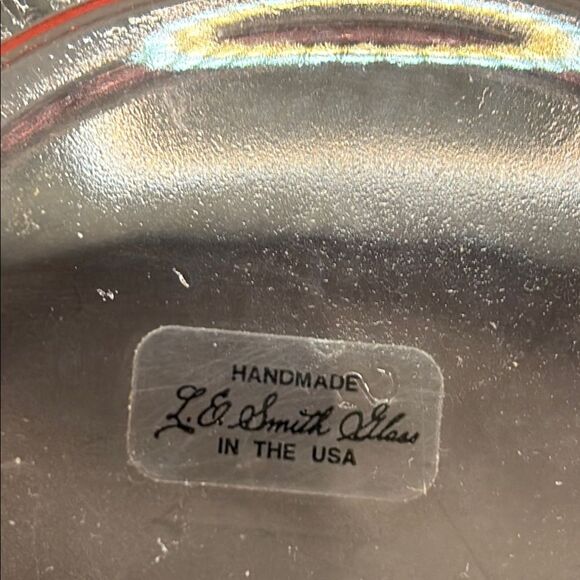 HANDMADE
L.E. Smith Glass
IN THE USA